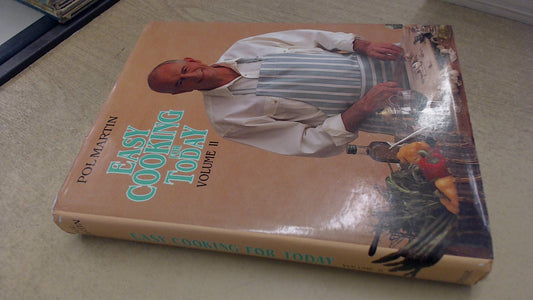 POL MARTIN
EASY
COOKING
FOR
TODAY
VOLUME II
EASY COOKING FOR TODAY